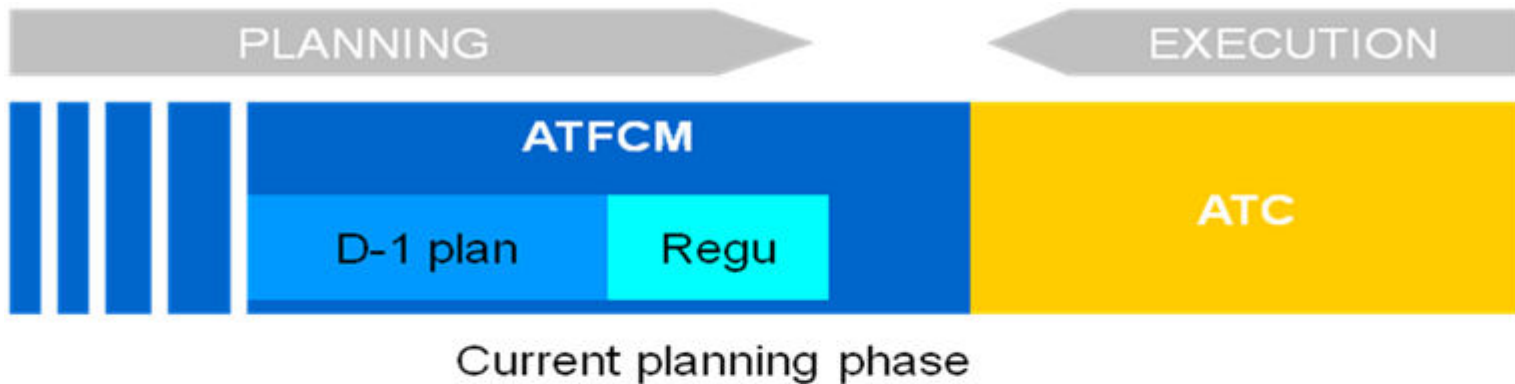 PLANNING
EXECUTION
ATFCM
ATC
D-1 plan
Regu
Current planning phase